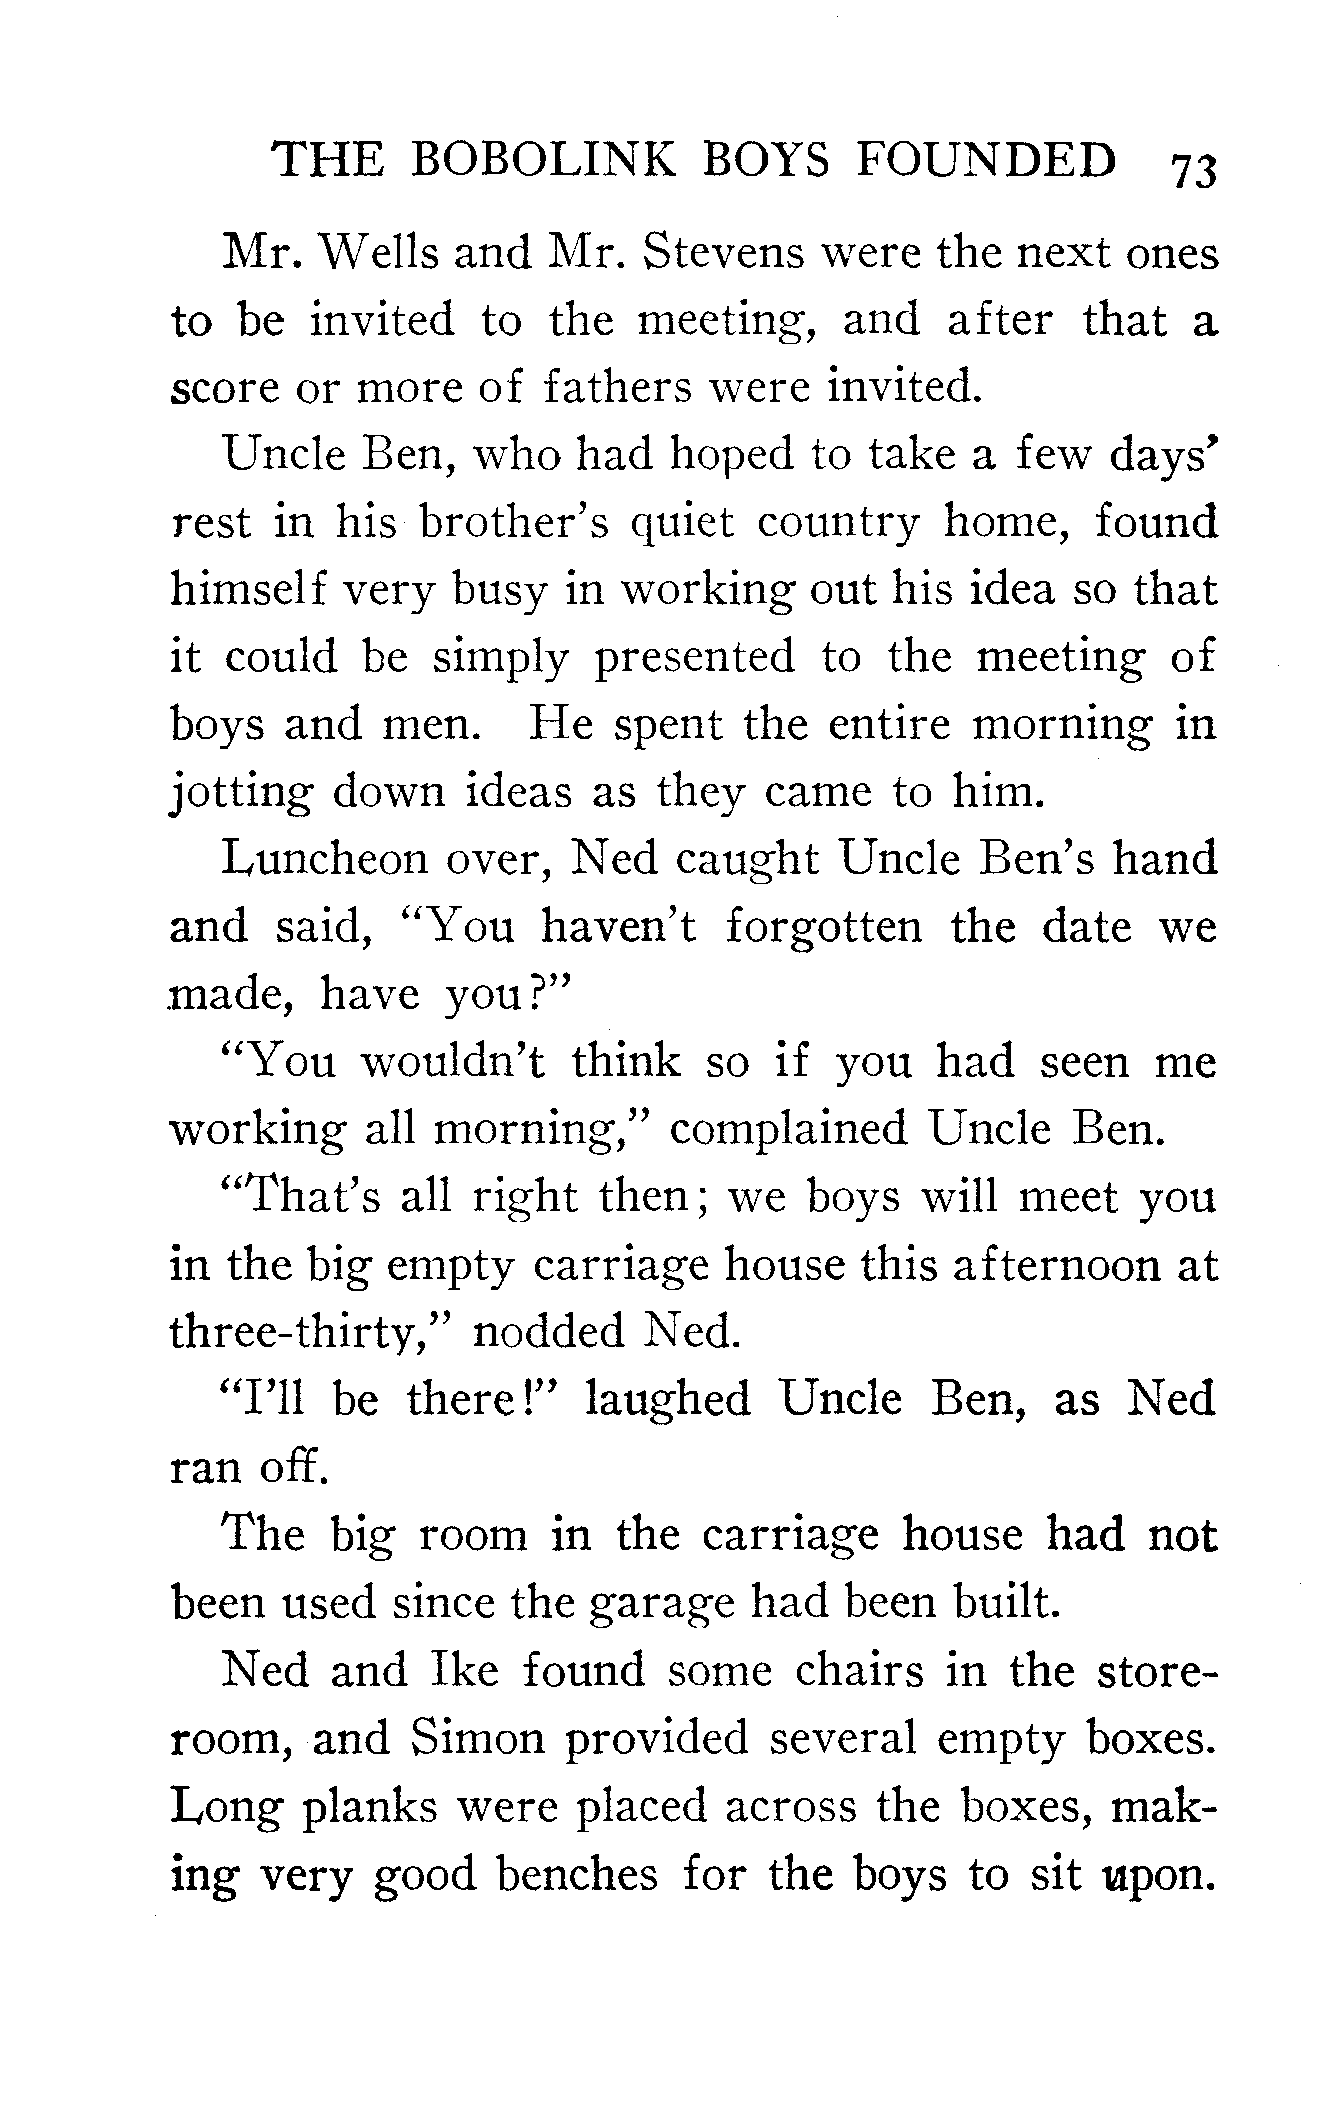 THE BOBOLINK BOYS FOUNDED 73
Mr. Wells and Mr. Stevens were the next ones
to be invited to the meeting, and after that a
score or more of fathers were invited.
Uncle Ben, who had hoped to take a few days'
rest in his brother's quiet country home, found
himself very busy in working out his idea so that
it could be simply presented to the meeting of
boys and men. He spent the entire morning in
jotting down ideas as they came to him.
Luncheon over, Ned caught Uncle Ben's hand
and said, "You haven't forgotten the date we
made, have you?"
"You wouldn't think so if you had seen me
working all morning," complained Uncle Ben.
"That's all right then; we boys will meet you
in the big empty carriage house this afternoon at
three-thirty," nodded Ned.
"I'll be there!" laughed Uncle Ben, as Ned
ran off.
The big room in the carriage house had not
been used since the garage had been built.
Ned and Ike found some chairs in the store-
room, and Simon provided several empty boxes.
Long planks were placed across the boxes, mak-
ing very good benches for the boys to sit upon.